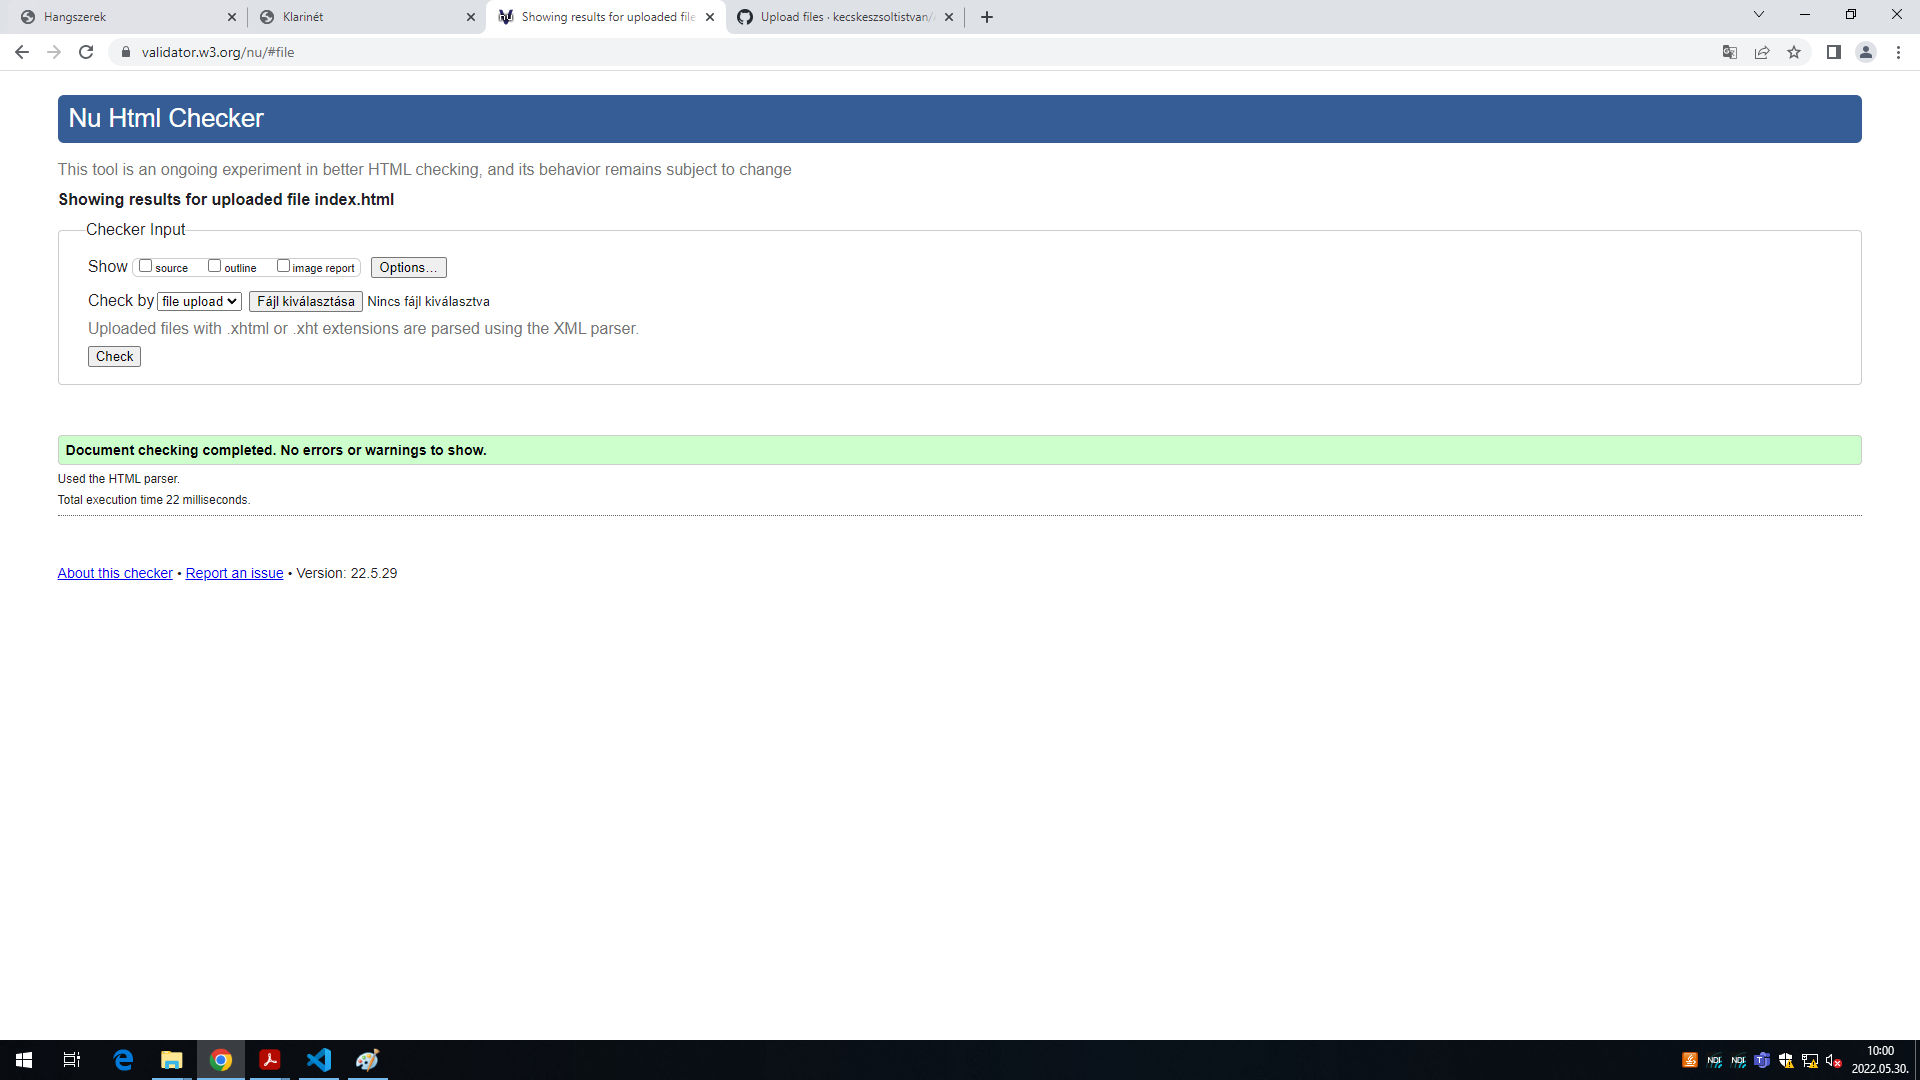 Hangszerek
Klarinét
Showing results for uploaded file
Upload files · kecskeszsoltistvan/
validator.w3.org/nu/#file
Nu Html Checker
This tool is an ongoing experiment in better HTML checking, and its behavior remains subject to change
Showing results for uploaded file index.html
Checker Input
Show source outline image report Options...
Check by file upload Fájl kiválasztása Nincs fájl kiválasztva
Uploaded files with .xhtml or .xht extensions are parsed using the XML parser.
Check
Document checking completed. No errors or warnings to show.
Used the HTML parser.
Total execution time 22 milliseconds.
About this checker • Report an issue • Version: 22.5.29
10:00
2022.05.30.